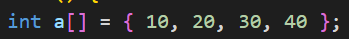 int a[] = { 10, 20, 30, 40 };